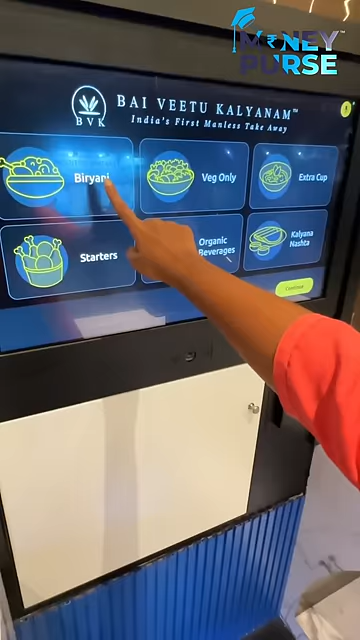 MONEY
PURSE
BVK
BAI VEETU KALYANAM™
India's First Manless Take Away
Biryani
Veg Only
Extra Cup
Starters
Organic
Beverages
Kalyana
Nashta
Continue